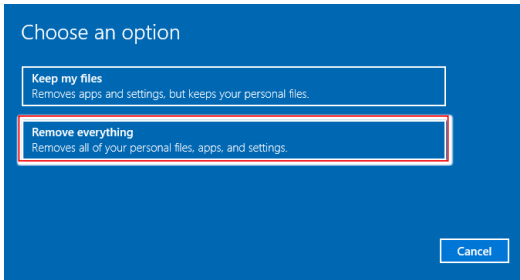 Choose an option
Keep my files
Removes apps and settings, but keeps your personal files.
Remove everything
Removes all of your personal files, apps, and settings.
Cancel